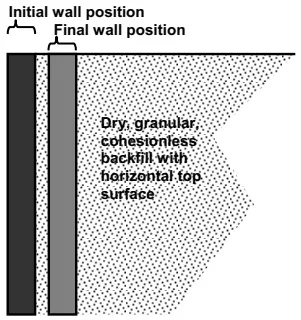 Initial wall position
Final wall position
Dry, granular,
cohesionless
backfill with
horizontal top
surface